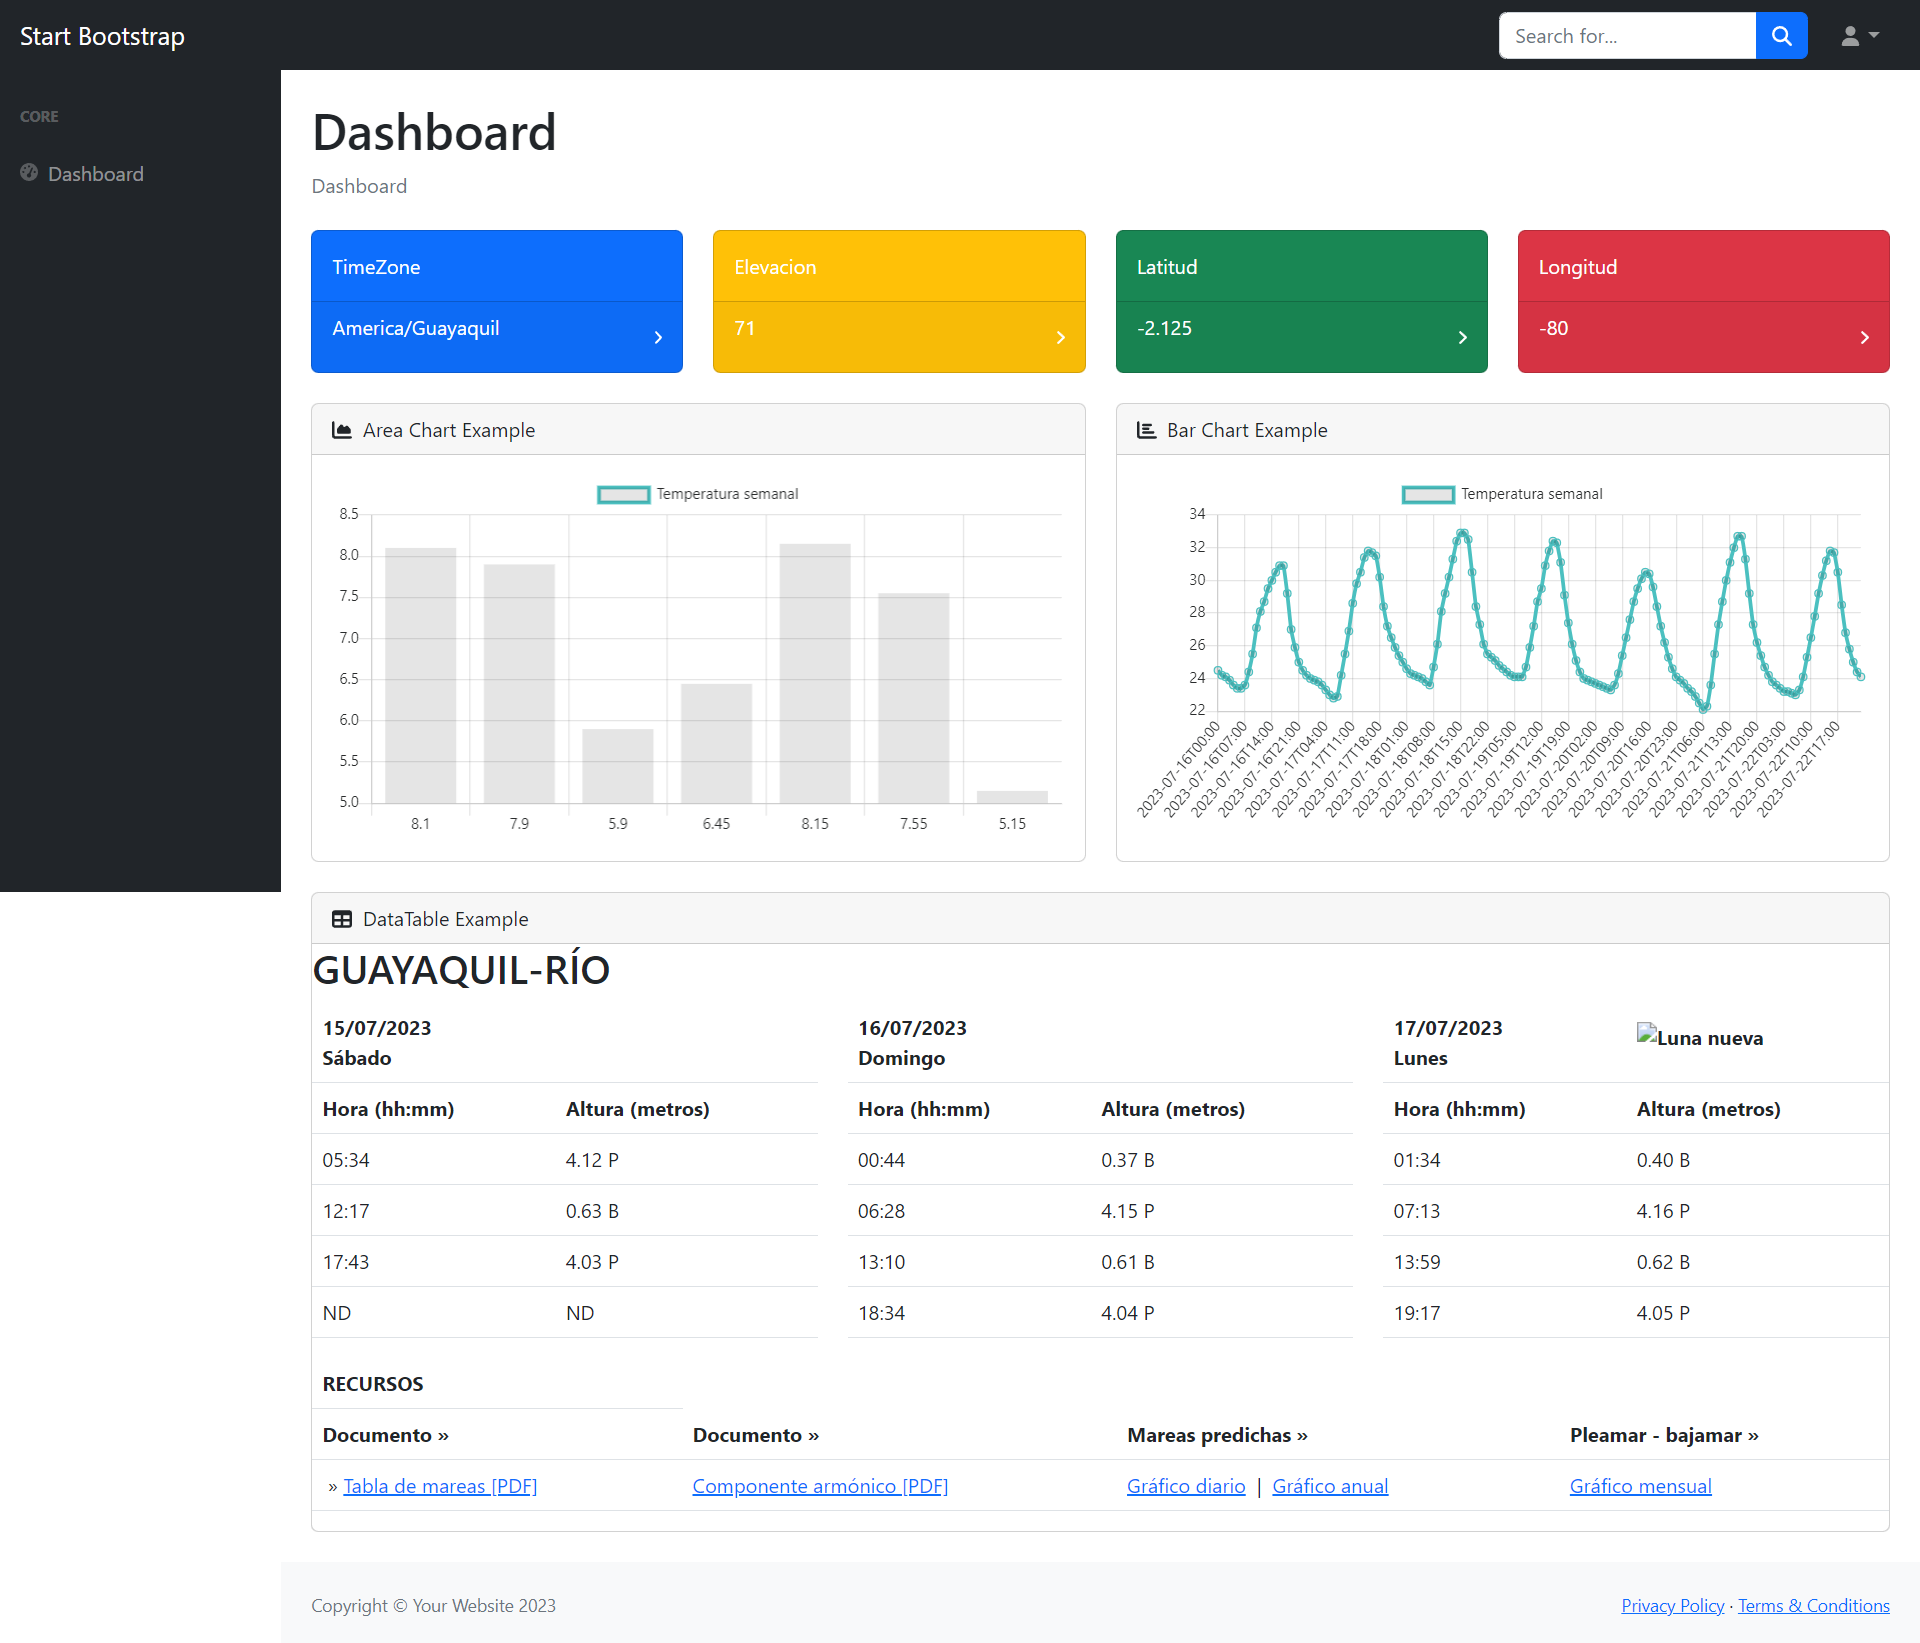 Start Bootstrap
Search for...
CORE
Dashboard
Dashboard
Dashboard
TimeZone
America/Guayaquil
Elevacion
71
Latitud
-2.125
Longitud
-80
Area Chart Example
Temperatura semanal
8.5
8.0
7.5
7.0
6.5
6.0
5.5
5.0
8.1 7.9 5.9 6.45 8.15 7.55 5.15
Bar Chart Example
Temperatura semanal
34
32
30
28
26
24
22
2023-07-16T00:00
2023-07-16T07:00
2023-07-16T14:00
2023-07-16T21:00
2023-07-17T04:00
2023-07-17T11:00
2023-07-17T18:00
2023-07-18T01:00
2023-07-18T08:00
2023-07-18T15:00
2023-07-18T22:00
2023-07-19T05:00
2023-07-19T12:00
2023-07-19T19:00
2023-07-20T02:00
2023-07-20T09:00
2023-07-20T16:00
2023-07-20T23:00
2023-07-21T06:00
2023-07-21T13:00
2023-07-21T20:00
2023-07-22T03:00
2023-07-22T10:00
2023-07-22T17:00
DataTable Example
GUAYAQUIL-RÍO
15/07/2023
Sábado
Hora (hh:mm) Altura (metros)
05:34 4.12 P
12:17 0.63 B
17:43 4.03 P
ND ND
16/07/2023
Domingo
Hora (hh:mm) Altura (metros)
00:44 0.37 B
06:28 4.15 P
13:10 0.61 B
18:34 4.04 P
17/07/2023
Lunes
Luna nueva
Hora (hh:mm) Altura (metros)
01:34 0.40 B
07:13 4.16 P
13:59 0.62 B
19:17 4.05 P
RECURSOS
Documento » Documento » Mareas predichas » Pleamar - bajamar »
» Tabla de mareas [PDF] Componente armónico [PDF] Gráfico diario | Gráfico anual Gráfico mensual
Copyright © Your Website 2023
Privacy Policy · Terms & Conditions